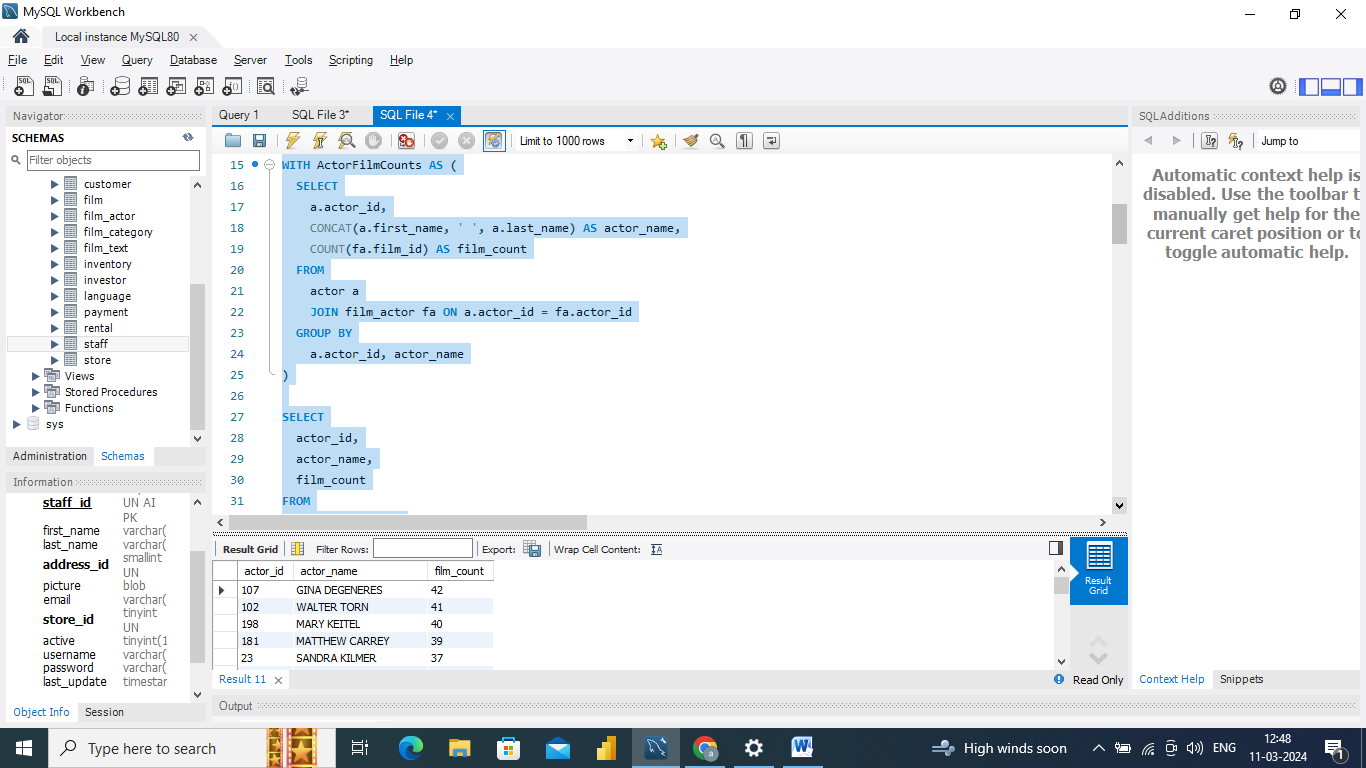 MySQL Workbench
Local instance MySQL80
File Edit View Query Database Server Tools Scripting Help
Navigator
SCHEMAS
Filter objects
customer
film
film_actor
film_category
film_text
inventory
investor
language
payment
rental
staff
store
Views
Stored Procedures
Functions
sys
Administration Schemas
Information
staff_id UN AI
PK
first_name varchar(
last_name varchar(
address_id smallint
UN
picture blob
email varchar(
store_id tinyint
UN
active tinyint(1
username varchar(
password varchar(
last_update timestar
Object Info Session
Query 1 SQL File 3* SQL File 4*
Limit to 1000 rows
15 WITH ActorFilmCounts AS (
16 SELECT
17 a.actor_id,
18 CONCAT(a.first_name, ' ', a.last_name) AS actor_name,
19 COUNT(fa.film_id) AS film_count
20 FROM
21 actor a
22 JOIN film_actor fa ON a.actor_id = fa.actor_id
23 GROUP BY
24 a.actor_id, actor_name
25 )
26
27 SELECT
28 actor_id,
29 actor_name,
30 film_count
31 FROM
Result Grid Filter Rows: Export: Wrap Cell Content:
actor_id actor_name film_count
107 GINA DEGENERES 42
102 WALTER TORN 41
198 MARY KEITEL 40
181 MATTHEW CARREY 39
23 SANDRA KILMER 37
Result
Grid
Result 11
Read Only
Output
SQLAdditions
Jump to
Automatic context help is
disabled. Use the toolbar t
manually get help for the
current caret position or to
toggle automatic help.
Context Help Snippets
Type here to search
High winds soon
ENG
12:48
11-03-2024
1